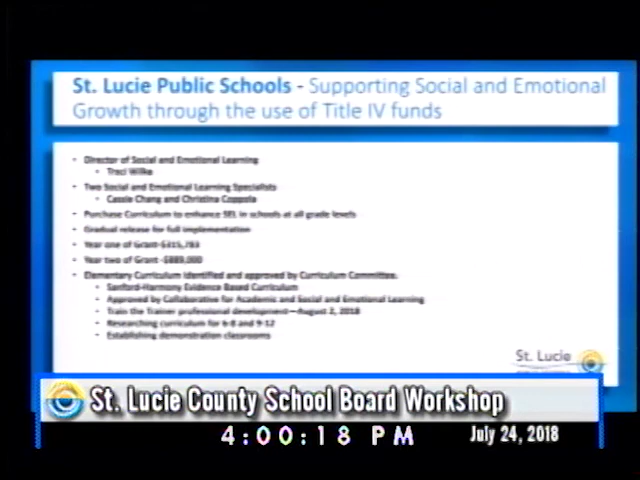 St. Lucie Public Schools - Supporting Social and Emotional
Growth through the use of Title IV funds
• Director of Social and Emotional Learning
• Traci Wilke
• Two Social and Emotional Learning Specialists
• Cassie Chang and Christina Coppola
• Purchase Curriculum to enhance SEL in schools at all grade levels
• Gradual release for full implementation
• Year one of Grant-$315,783
• Year two of Grant -$889,000
• Elementary Curriculum identified and approved by Curriculum Committee.
• Sanford-Harmony Evidence Based Curriculum
• Approved by Collaborative for Academic and Social and Emotional Learning
• Train the Trainer professional development—August 2, 2018
• Researching curriculum for 6-8 and 9-12
• Establishing demonstration classrooms
St. Lucie
St. Lucie County School Board Workshop
4:00:18 PM
July 24, 2018